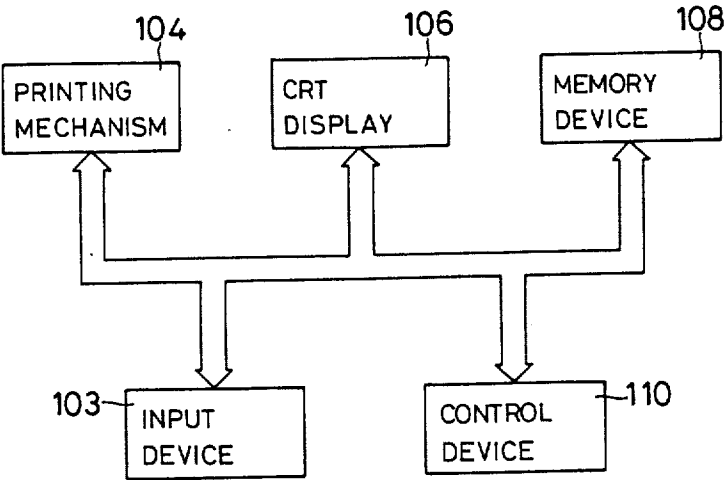 104
106
108
PRINTING
MECHANISM
CRT
DISPLAY
MEMORY
DEVICE
103
INPUT
DEVICE
CONTROL
DEVICE
110